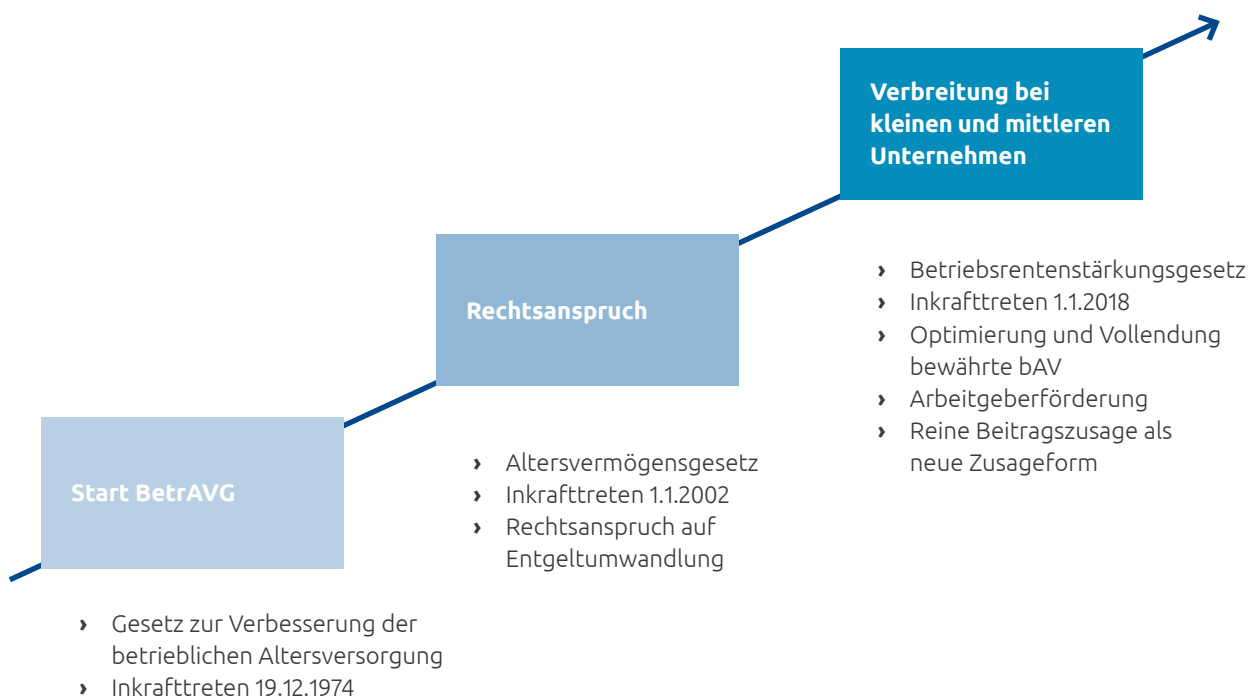 Verbreitung bei
kleinen und mittleren
Unternehmen
› Betriebsrentenstärkungsgesetz
› Inkrafttreten 1.1.2018
› Optimierung und Vollendung
bewährte bAV
› Arbeitgeberförderung
› Reine Beitragszusage als
neue Zusageform
Rechtsanspruch
› Altersvermögensgesetz
› Inkrafttreten 1.1.2002
› Rechtsanspruch auf
Entgeltumwandlung
Start BetrAVG
› Gesetz zur Verbesserung der
betrieblichen Altersversorgung
› Inkrafttreten 19.12.1974